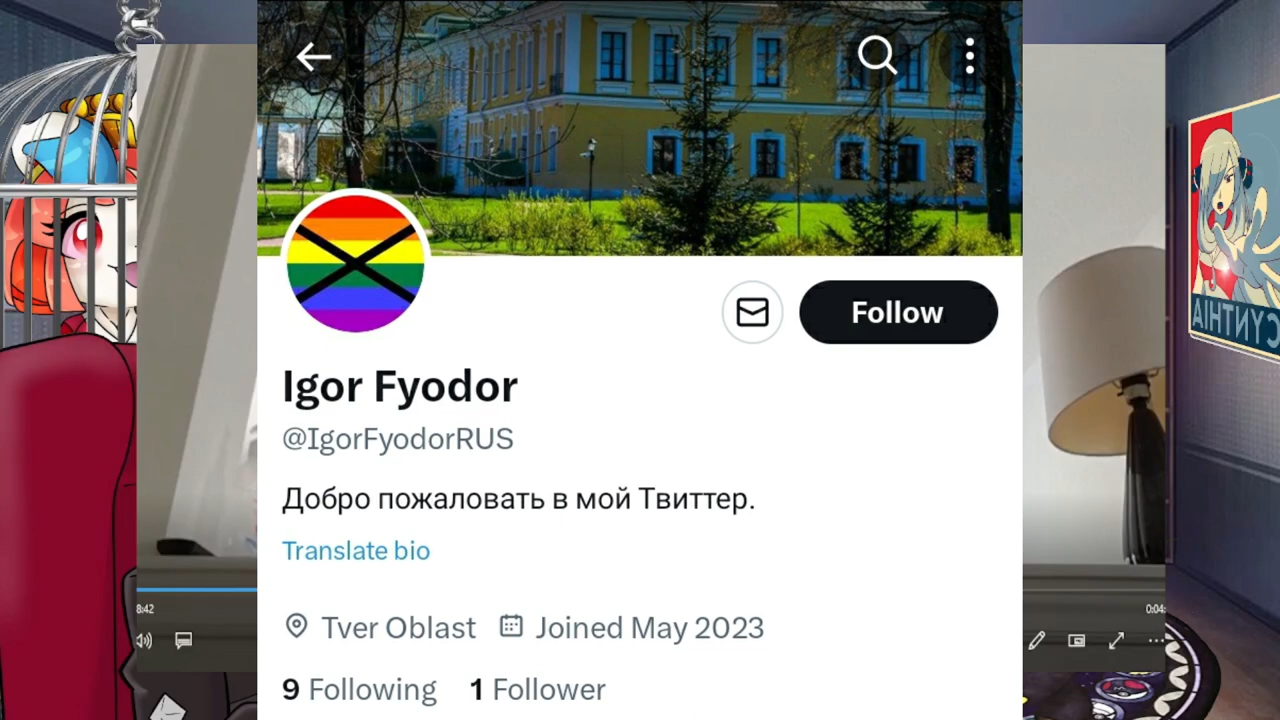 Igor Fyodor
Follow
@IgorFyodorRUS
Добро пожаловать в мой Твиттер.
Translate bio
Tver Oblast Joined May 2023
9 Following 1 Follower
8:42
0:04
CYNTHIA